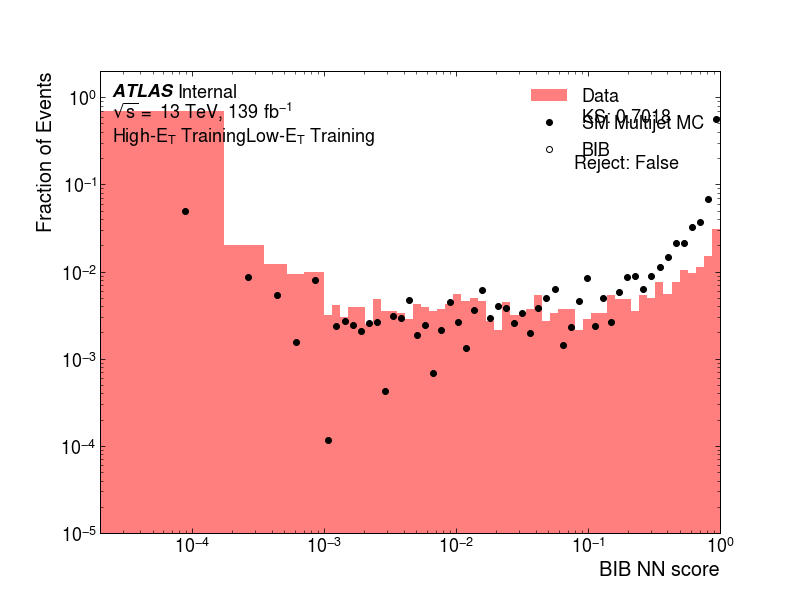 ATLAS Internal
√s = 13 TeV, 139 fb⁻¹
High-E_T TrainingLow-E_T Training
Data
KS: 0.7018
SM Multijet MC
BIB
Reject: False
Fraction of Events
10⁰
10⁻¹
10⁻²
10⁻³
10⁻⁴
10⁻⁵
10⁻⁴
10⁻³
10⁻²
10⁻¹
10⁰
BIB NN score